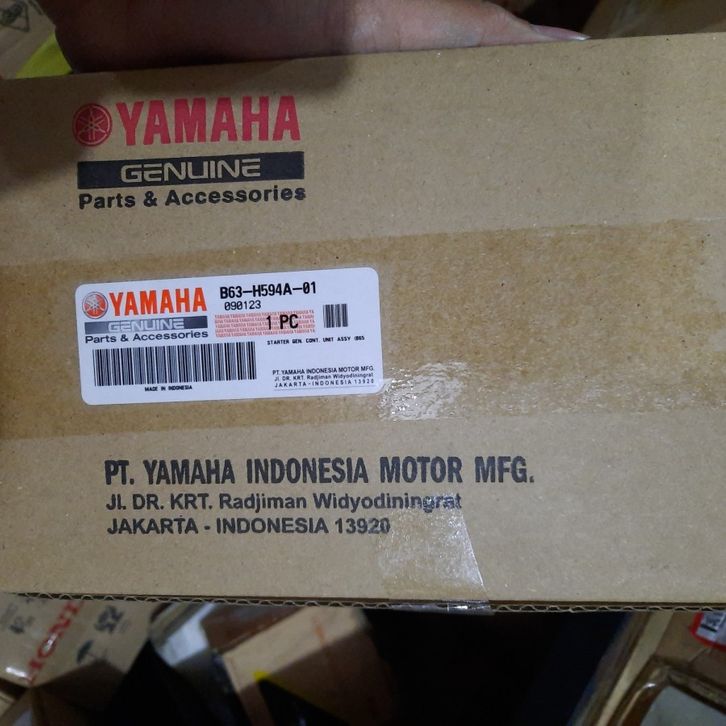 YAMAHA
GENUINE
Parts & Accessories
YAMAHA
GENUINE
Parts & Accessories
B63-H594A-01
090123
1 PC
STARTER GEN. CONT. UNIT ASSY (B65
MADE IN INDONESIA
PT.YAMAHA INDONESIA MOTOR MFG.
Jl. DR. KRT. Radjiman Widyodiningrat
JAKARTA - INDONESIA 13920
PT. YAMAHA INDONESIA MOTOR MFG.
Jl. DR. KRT. Radjiman Widyodiningrat
JAKARTA - INDONESIA 13920
HONDA